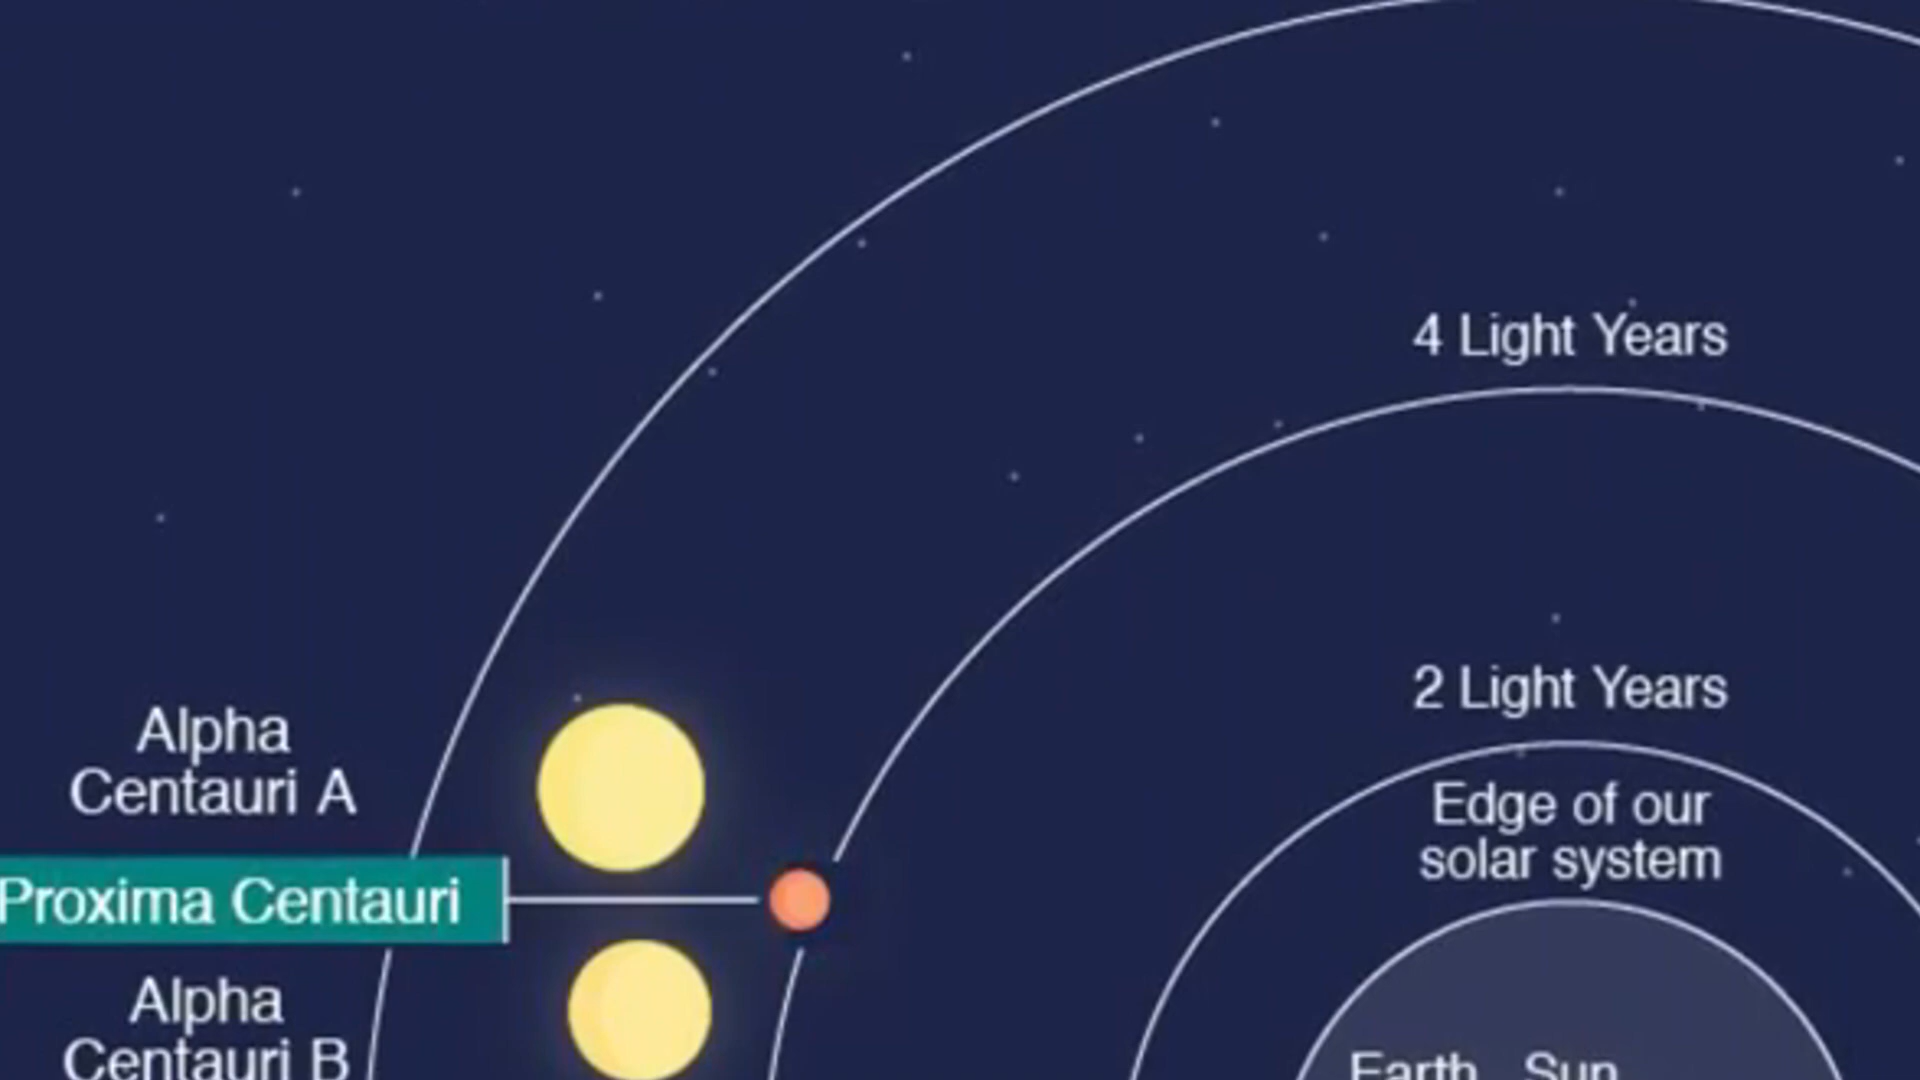 4 Light Years
2 Light Years
Edge of our
solar system
Alpha
Centauri A
Proxima Centauri
Alpha
Centauri B
Earth Sun